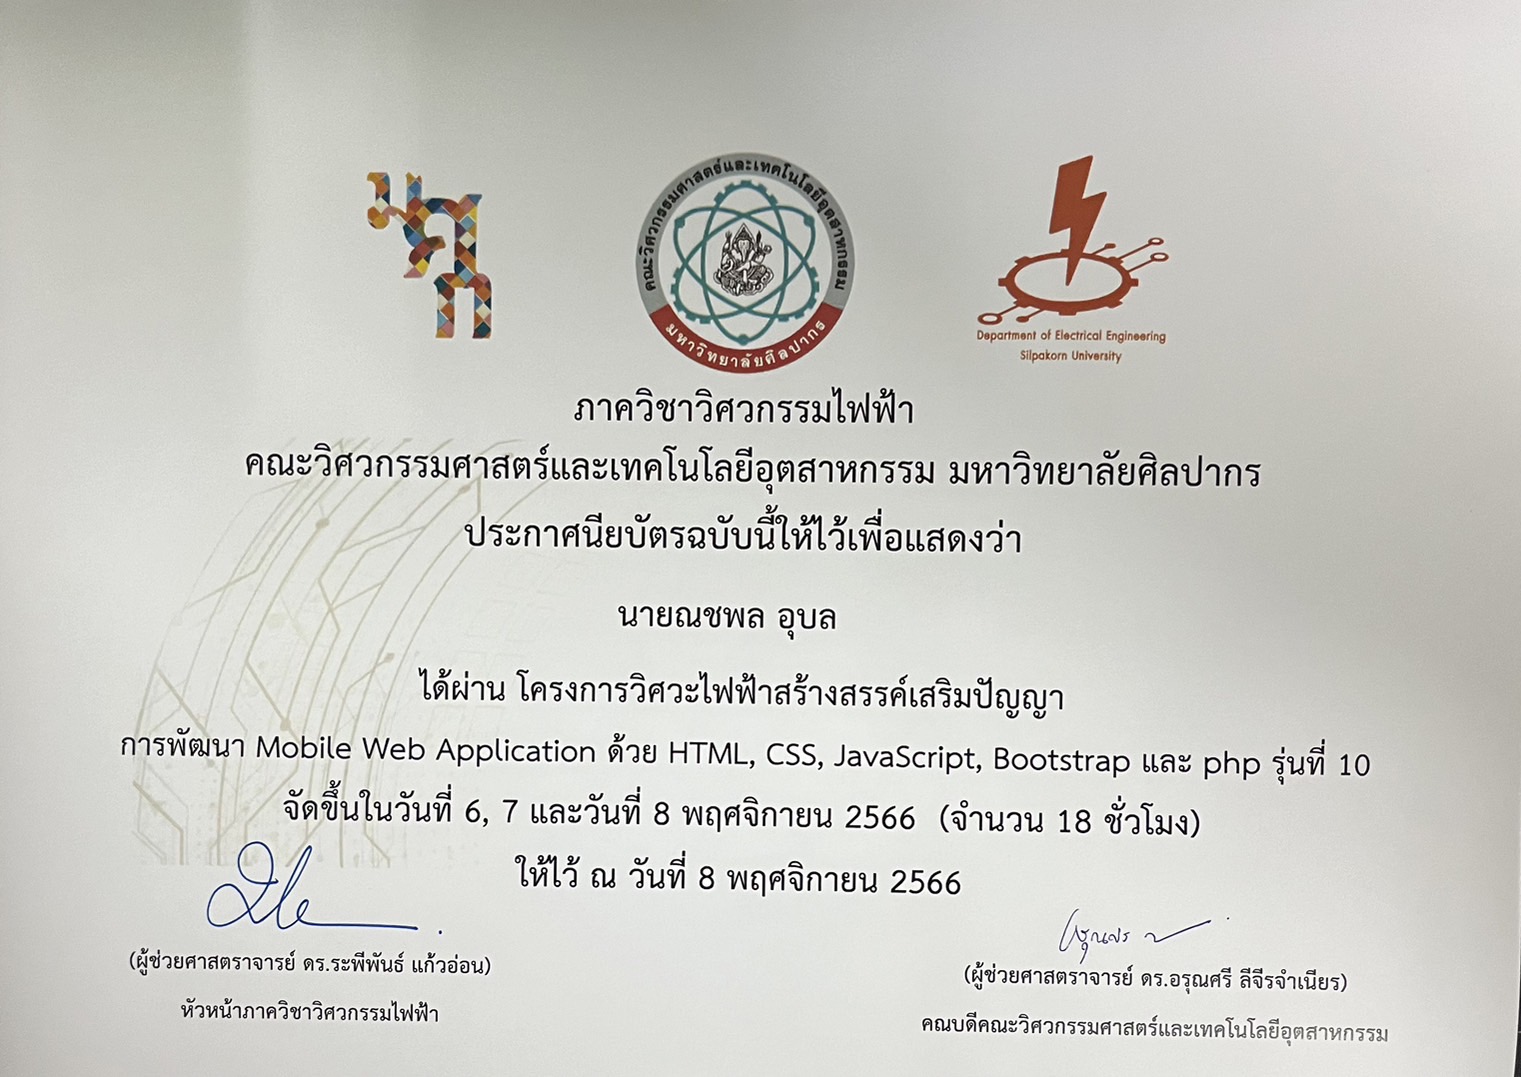 มศก
คณะวิศวกรรมศาสตร์และเทคโนโลยีอุตสาหกรรม
มหาวิทยาลัยศิลปากร
Department of Electrical Engineering
Silpakorn University
ภาควิชาวิศวกรรมไฟฟ้า
คณะวิศวกรรมศาสตร์และเทคโนโลยีอุตสาหกรรม มหาวิทยาลัยศิลปากร
ประกาศนียบัตรฉบับนี้ให้ไว้เพื่อแสดงว่า
นายณชพล อุบล
ได้ผ่าน โครงการวิศวะไฟฟ้าสร้างสรรค์เสริมปัญญา
การพัฒนา Mobile Web Application ด้วย HTML, CSS, JavaScript, Bootstrap และ php รุ่นที่ 10
จัดขึ้นในวันที่ 6, 7 และวันที่ 8 พฤศจิกายน 2566 (จำนวน 18 ชั่วโมง)
ให้ไว้ ณ วันที่ 8 พฤศจิกายน 2566
(ผู้ช่วยศาสตราจารย์ ดร.ระพีพันธ์ แก้วอ่อน)
หัวหน้าภาควิชาวิศวกรรมไฟฟ้า
(ผู้ช่วยศาสตราจารย์ ดร.อรุณศรี ลีจีรจำเนียร)
คณบดีคณะวิศวกรรมศาสตร์และเทคโนโลยีอุตสาหกรรม